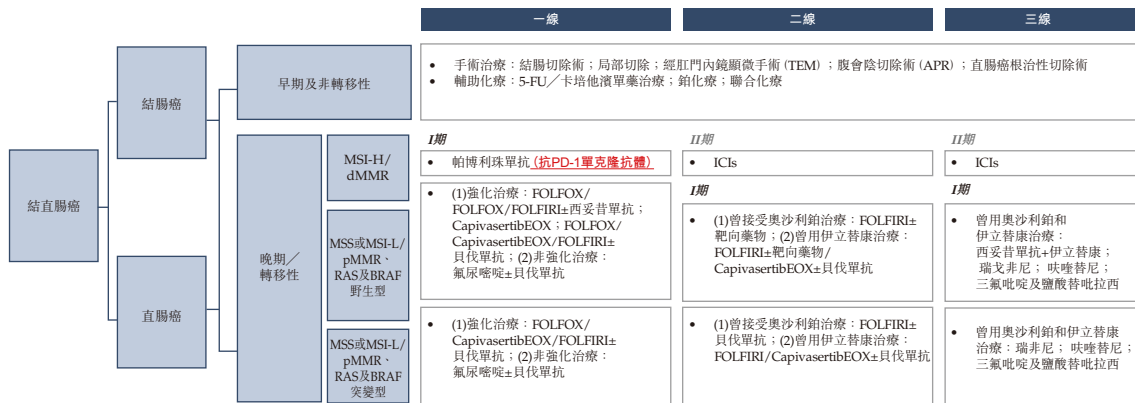 一線
二線
三線
結直腸癌
結腸癌
直腸癌
早期及非轉移性
• 手術治療：結腸切除術；局部切除；經肛門內鏡顯微手術 (TEM)；腹會陰切除術 (APR)；直腸癌根治性切除術
• 輔助化療：5-FU／卡培他濱單藥治療；鉑化療；聯合化療
晚期／
轉移性
MSI-H/
dMMR
I期
• 帕博利珠單抗 (抗PD-1單克隆抗體)
II期
• ICIs
II期
• ICIs
MSS或MSI-L/
pMMR、
RAS及BRAF
野生型
• (1)強化治療：FOLFOX/
FOLFOX/FOLFIRI±西妥昔單抗；
CapivasertibEOX；FOLFOX/
CapivasertibEOX/FOLFIRI±
貝伐單抗；(2)非強化治療：
氟尿嘧啶±貝伐單抗
I期
• (1)曾接受奧沙利鉑治療：FOLFIRI±
靶向藥物；(2)曾用伊立替康治療：
FOLFIRI±靶向藥物/
CapivasertibEOX±貝伐單抗
I期
• 曾用奧沙利鉑和
伊立替康治療：
西妥昔單抗+伊立替康；
瑞戈非尼；呋喹替尼；
三氟吡啶及鹽酸替吡拉西
MSS或MSI-L/
pMMR、
RAS及BRAF
突變型
• (1)強化治療：FOLFOX/
CapivasertibEOX/FOLFIRI±
貝伐單抗；(2)非強化治療：
氟尿嘧啶±貝伐單抗
• (1)曾接受奧沙利鉑治療：FOLFIRI±
貝伐單抗；(2)曾用伊立替康治療：
FOLFIRI/CapivasertibEOX±貝伐單抗
• 曾用奧沙利鉑和伊立替康
治療：瑞非尼；呋喹替尼；
三氟吡啶及鹽酸替吡拉西